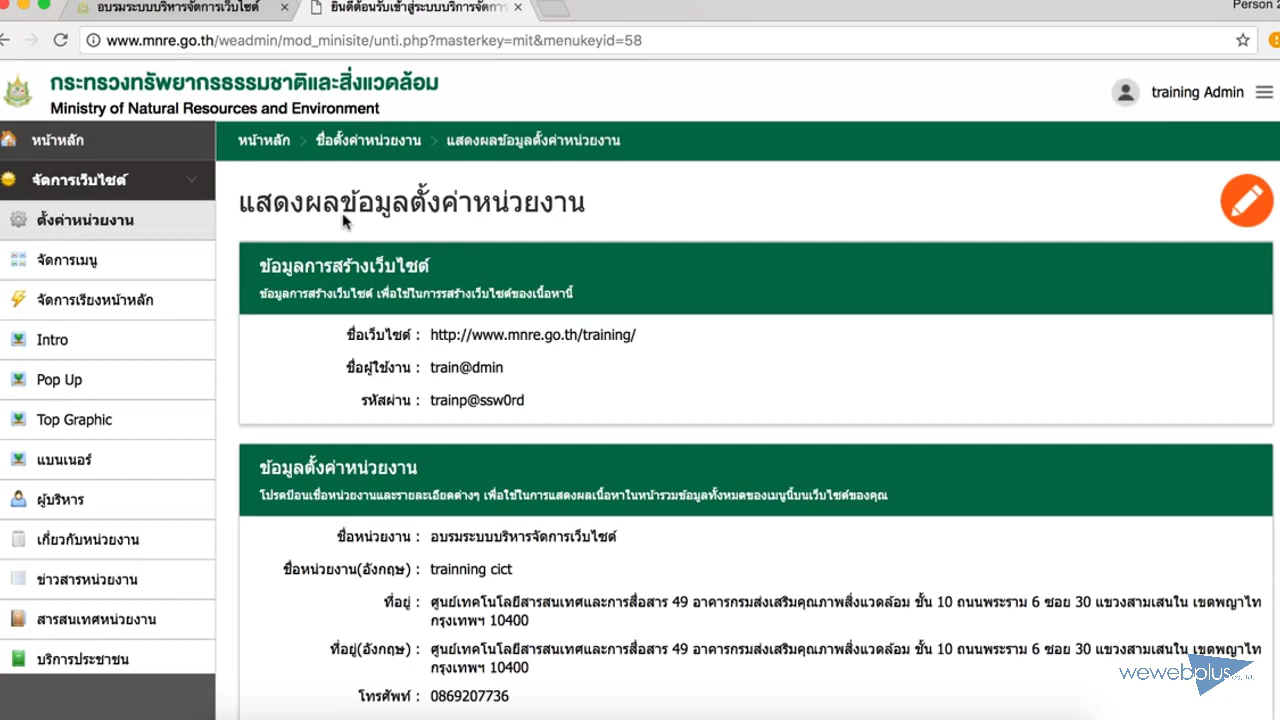 อบรมระบบบริหารจัดการเว็บไซต์
ยินดีต้อนรับเข้าสู่ระบบบริการจัดการ
Person 2
www.mnre.go.th/weadmin/mod_minisite/unti.php?masterkey=mit&menukeyid=58
กระทรวงทรัพยากรธรรมชาติและสิ่งแวดล้อม
Ministry of Natural Resources and Environment
training Admin
หน้าหลัก
จัดการเว็บไซต์
ตั้งค่าหน่วยงาน
จัดการเมนู
จัดการเรียงหน้าหลัก
Intro
Pop Up
Top Graphic
แบนเนอร์
ผู้บริหาร
เกี่ยวกับหน่วยงาน
ข่าวสารหน่วยงาน
สารสนเทศหน่วยงาน
บริการประชาชน
หน้าหลัก > ชื่อตั้งค่าหน่วยงาน > แสดงผลข้อมูลตั้งค่าหน่วยงาน
แสดงผลข้อมูลตั้งค่าหน่วยงาน
ข้อมูลการสร้างเว็บไซต์
ข้อมูลการสร้างเว็บไซต์ เพื่อใช้ในการรสร้างเว็บไซต์ของเนื้อหานี้
ชื่อเว็บไซต์ : http://www.mnre.go.th/training/
ชื่อผู้ใช้งาน : train@dmin
รหัสผ่าน : trainp@ssw0rd
ข้อมูลตั้งค่าหน่วยงาน
โปรดป้อนเชื่อหน่วยงานและรายละเอียดต่างๆ เพื่อใช้ในการแสดงผลเนื้อหาในหน้ารวมข้อมูลทั้งหมดของเมนูนี้บนเว็บไซต์ของคุณ
ชื่อหน่วยงาน : อบรมระบบบริหารจัดการเว็บไซต์
ชื่อหน่วยงาน(อังกฤษ) : trainning cict
ที่อยู่ : ศูนย์เทคโนโลยีสารสนเทศและการสื่อสาร 49 อาคารกรมส่งเสริมคุณภาพสิ่งแวดล้อม ชั้น 10 ถนนพระราม 6 ซอย 30 แขวงสามเสนใน เขตพญาไท
กรุงเทพฯ 10400
ที่อยู่(อังกฤษ) : ศูนย์เทคโนโลยีสารสนเทศและการสื่อสาร 49 อาคารกรมส่งเสริมคุณภาพสิ่งแวดล้อม ชั้น 10 ถนนพระราม 6 ซอย 30 แขวงสามเสนใน เขตพญาไท
กรุงเทพฯ 10400
โทรศัพท์ : 0869207736
wewebplus